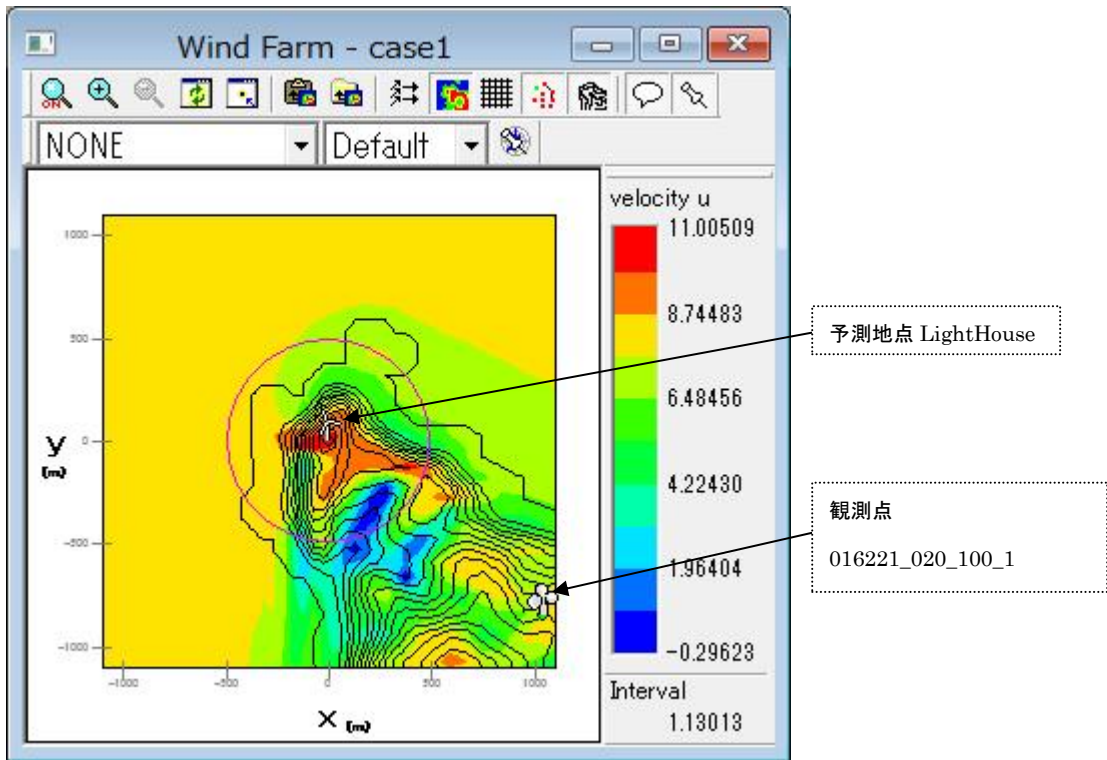 Wind Farm - case1
ON
NONE
Default
velocity u
11.00509
8.74483
6.48456
4.22430
1.96404
-0.29623
Interval
1.13013
1000
500
0
-500
-1000
y
(m)
-1000
-500
0
500
1000
x (m)
予測地点 LightHouse
観測点
016221_020_100_1